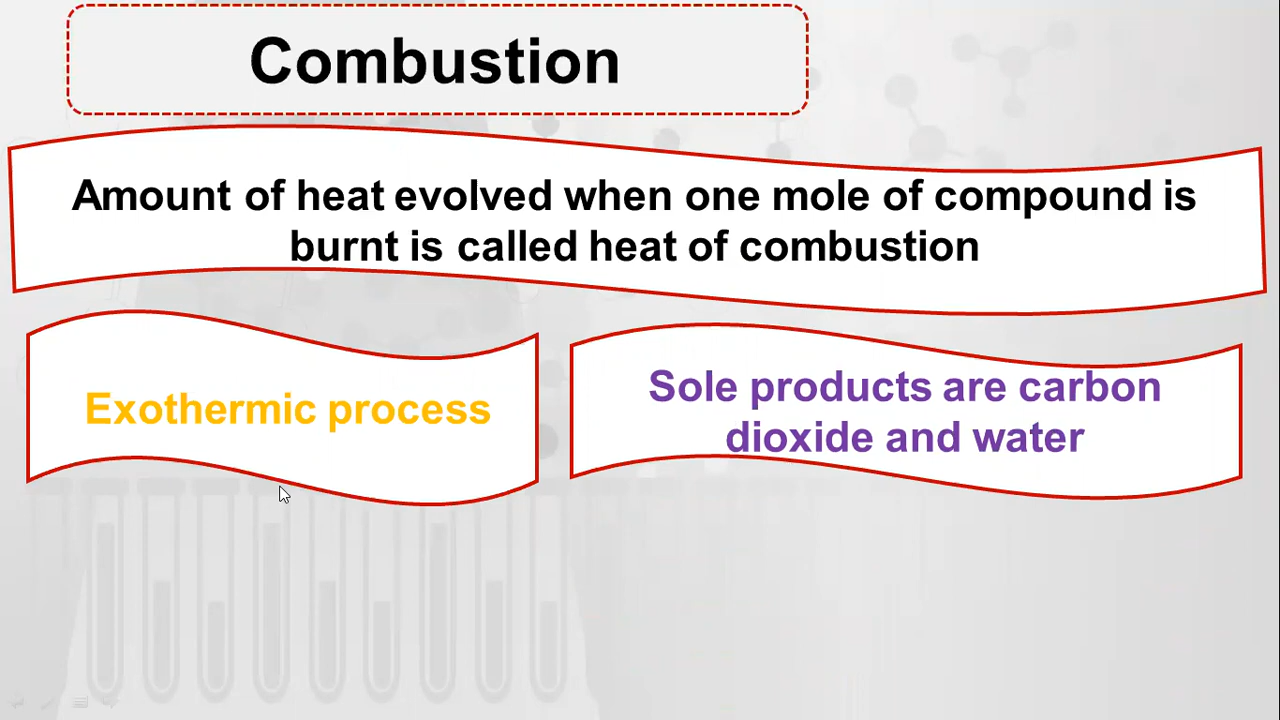 Combustion
Amount of heat evolved when one mole of compound is
burnt is called heat of combustion
Exothermic process
Sole products are carbon
dioxide and water